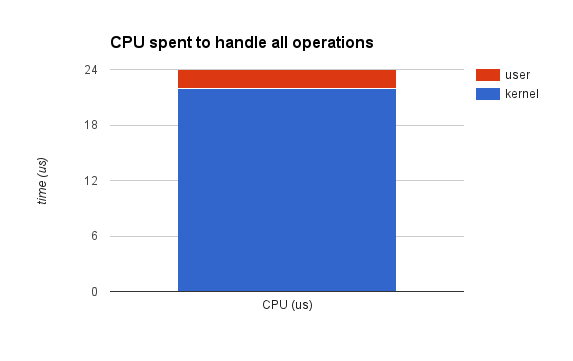 CPU spent to handle all operations
24
18
12
6
0
time (us)
CPU (us)
user
kernel